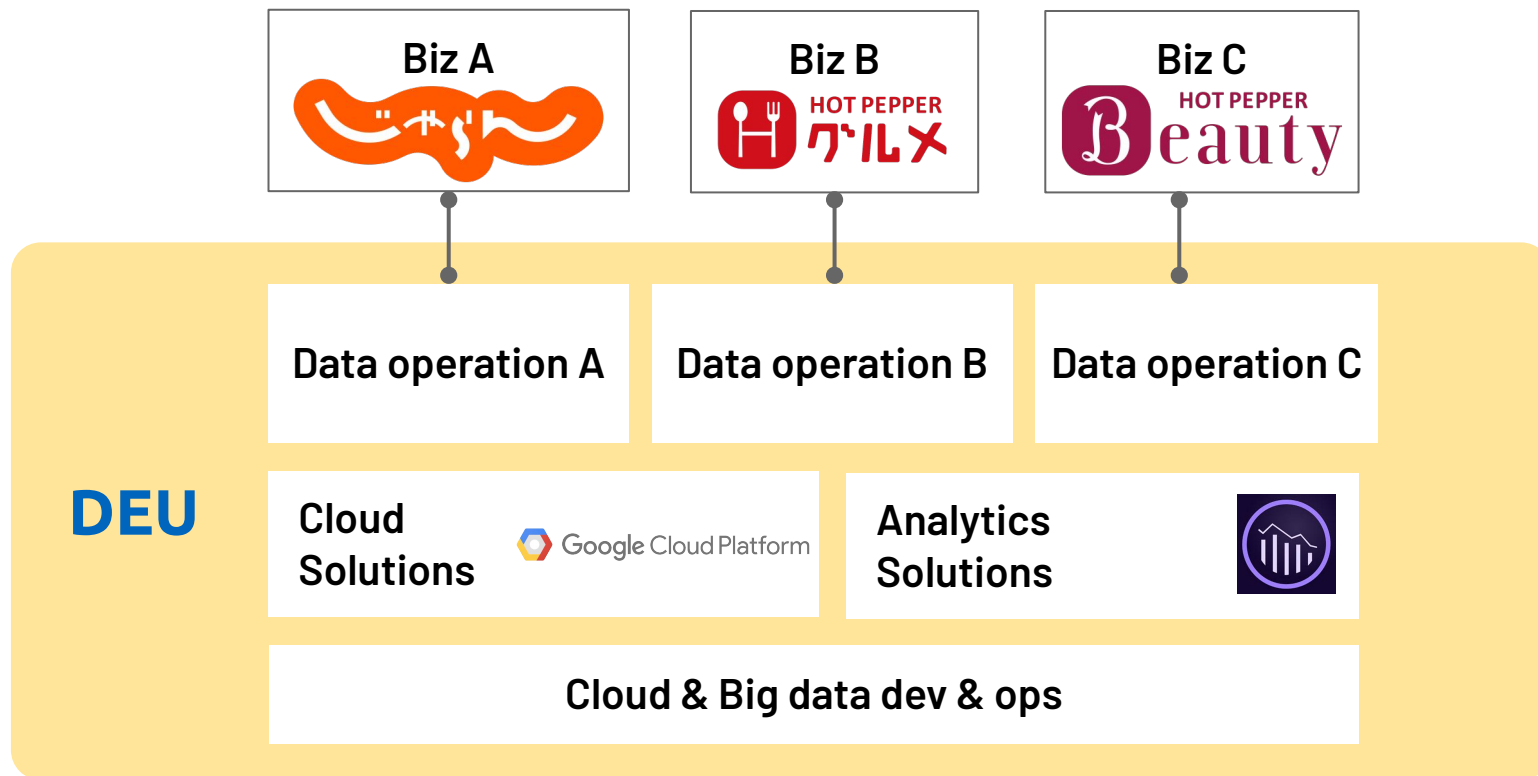 Biz A
じゃらん
Biz B
HOT PEPPER
グルメ
Biz C
HOT PEPPER
Beauty
Data operation A
Data operation B
Data operation C
DEU
Cloud
Solutions
Google Cloud Platform
Analytics
Solutions
Cloud & Big data dev & ops